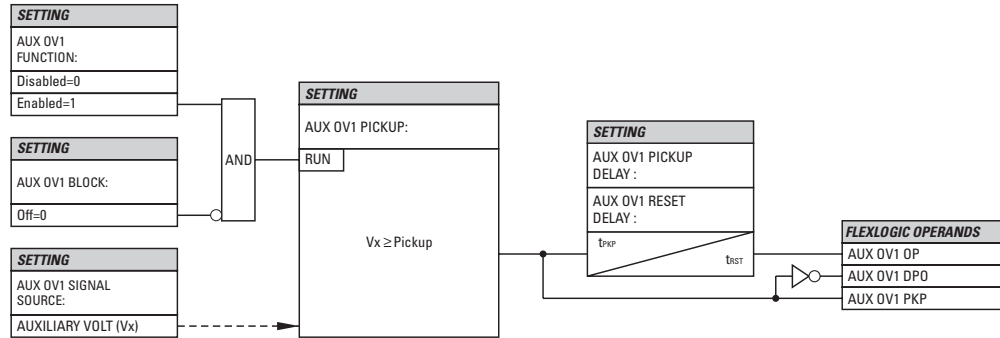 SETTING
AUX OV1
FUNCTION:
Disabled=0
Enabled=1
SETTING
AUX OV1 BLOCK:
Off=0
SETTING
AUX OV1 SIGNAL
SOURCE:
AUXILIARY VOLT (Vx)
AND
SETTING
AUX OV1 PICKUP:
RUN
Vx ≥ Pickup
SETTING
AUX OV1 PICKUP
DELAY :
AUX OV1 RESET
DELAY :
tPKP
tRST
FLEXLOGIC OPERANDS
AUX OV1 OP
AUX OV1 DPO
AUX OV1 PKP